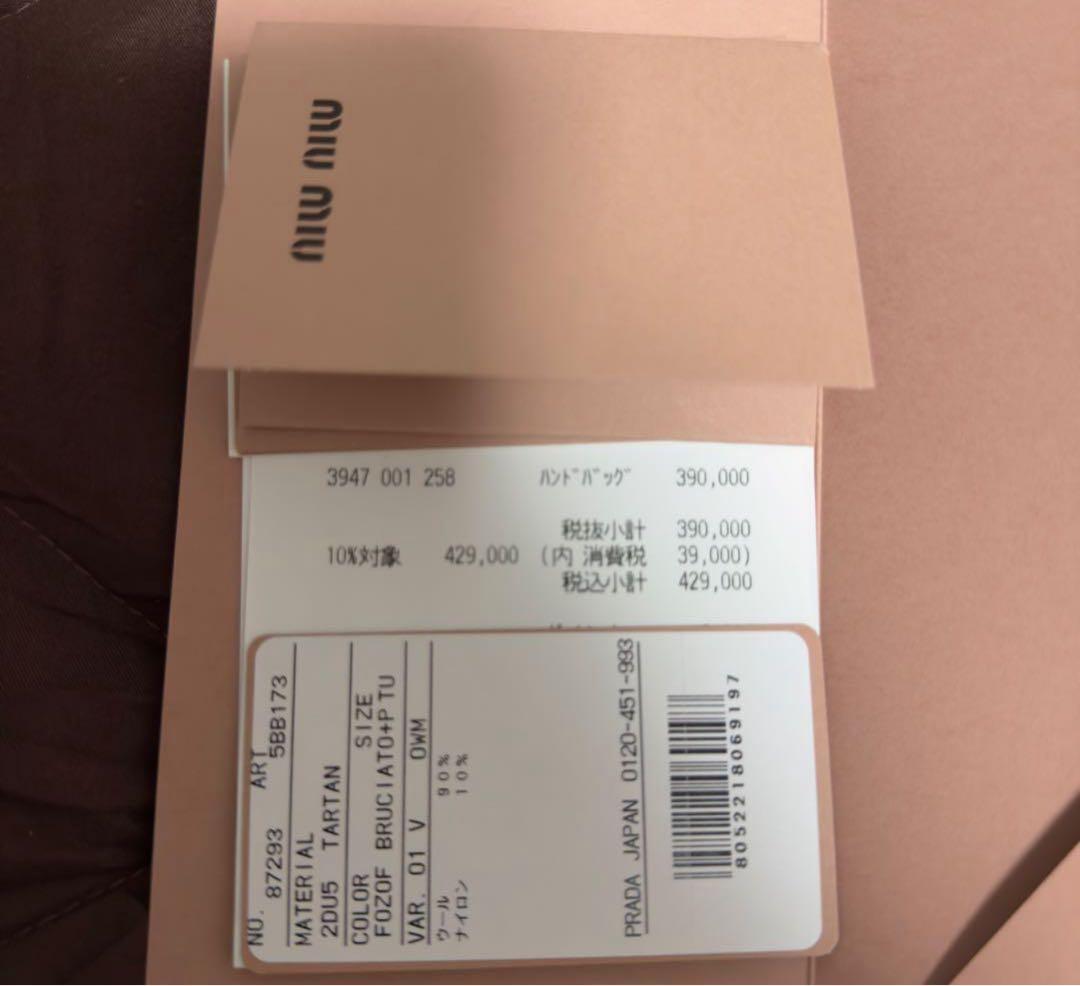 miu miu
3947 001 258 ﾊﾝﾄﾞﾊﾞｯｸﾞ 390,000
税抜小計 390,000
10%対象 429,000 (内 消費税 39,000)
税込小計 429,000
NO. 87293 ART 5BB173
MATERIAL
2DU5 TARTAN
COLOR SIZE
F0Z0F BRUCIATO+PTU
VAR. 01 V OWM
ウール 90%
ナイロン 10%
PRADA JAPAN 0120-451-993
8052218069197